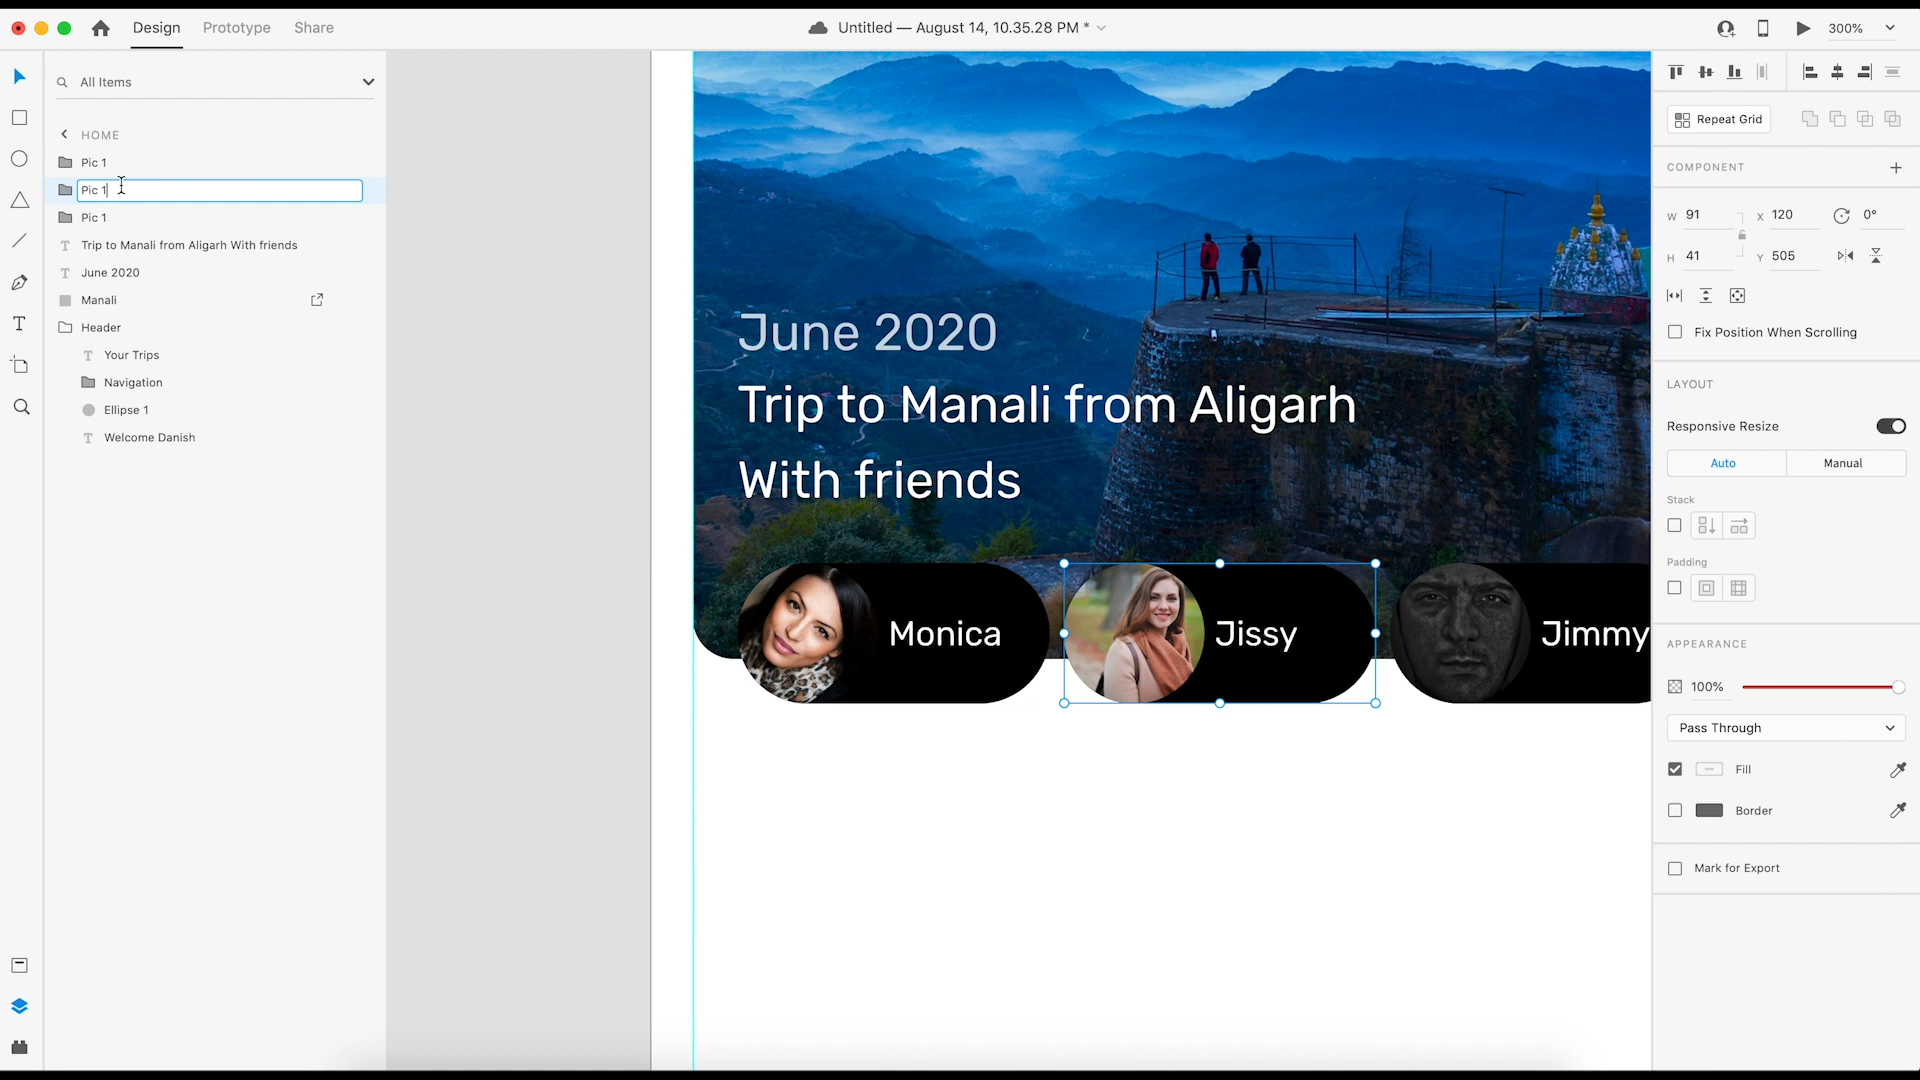 Design
Prototype
Share
Untitled — August 14, 10.35.28 PM *
300%
All Items
HOME
Pic 1
Pic 1
Pic 1
T Trip to Manali from Aligarh With friends
T June 2020
Manali
Header
T Your Trips
Navigation
Ellipse 1
T Welcome Danish
T
June 2020
Trip to Manali from Aligarh
With friends
Monica
Jissy
Jimmy
Repeat Grid
COMPONENT
W 91 X 120 0°
H 41 Y 505
Fix Position When Scrolling
LAYOUT
Responsive Resize
Auto
Manual
Stack
Padding
APPEARANCE
100%
Pass Through
Fill
Border
Mark for Export